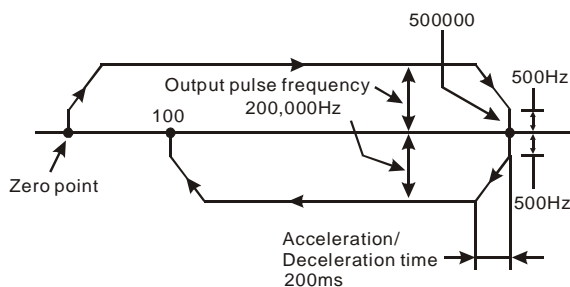 500000
Output pulse frequency
200,000Hz
500Hz
100
Zero point
500Hz
Acceleration/
Deceleration time
200ms